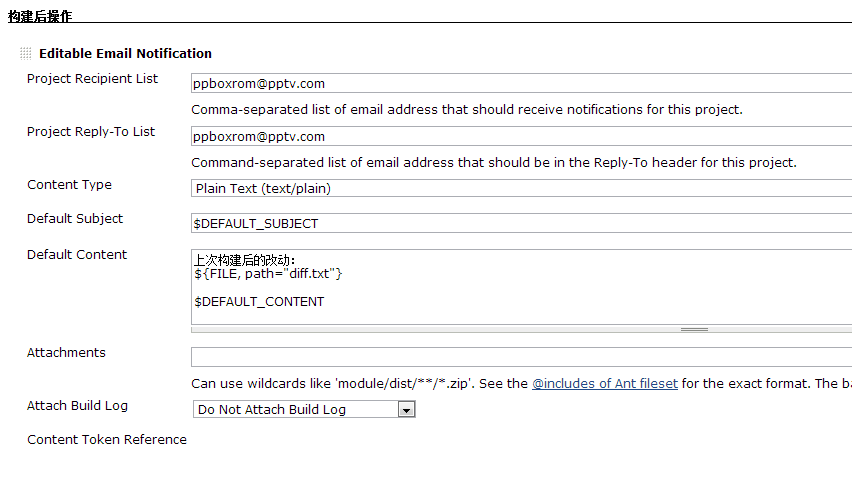 构建后操作
Editable Email Notification
Project Recipient List
ppboxrom@pptv.com
Comma-separated list of email address that should receive notifications for this project.
Project Reply-To List
ppboxrom@pptv.com
Command-separated list of email address that should be in the Reply-To header for this project.
Content Type
Plain Text (text/plain)
Default Subject
$DEFAULT_SUBJECT
Default Content
上次构建后的改动:
${FILE, path="diff.txt"}
$DEFAULT_CONTENT
Attachments
Can use wildcards like 'module/dist/**/*.zip'. See the @includes of Ant fileset for the exact format. The ba
Attach Build Log
Do Not Attach Build Log
Content Token Reference